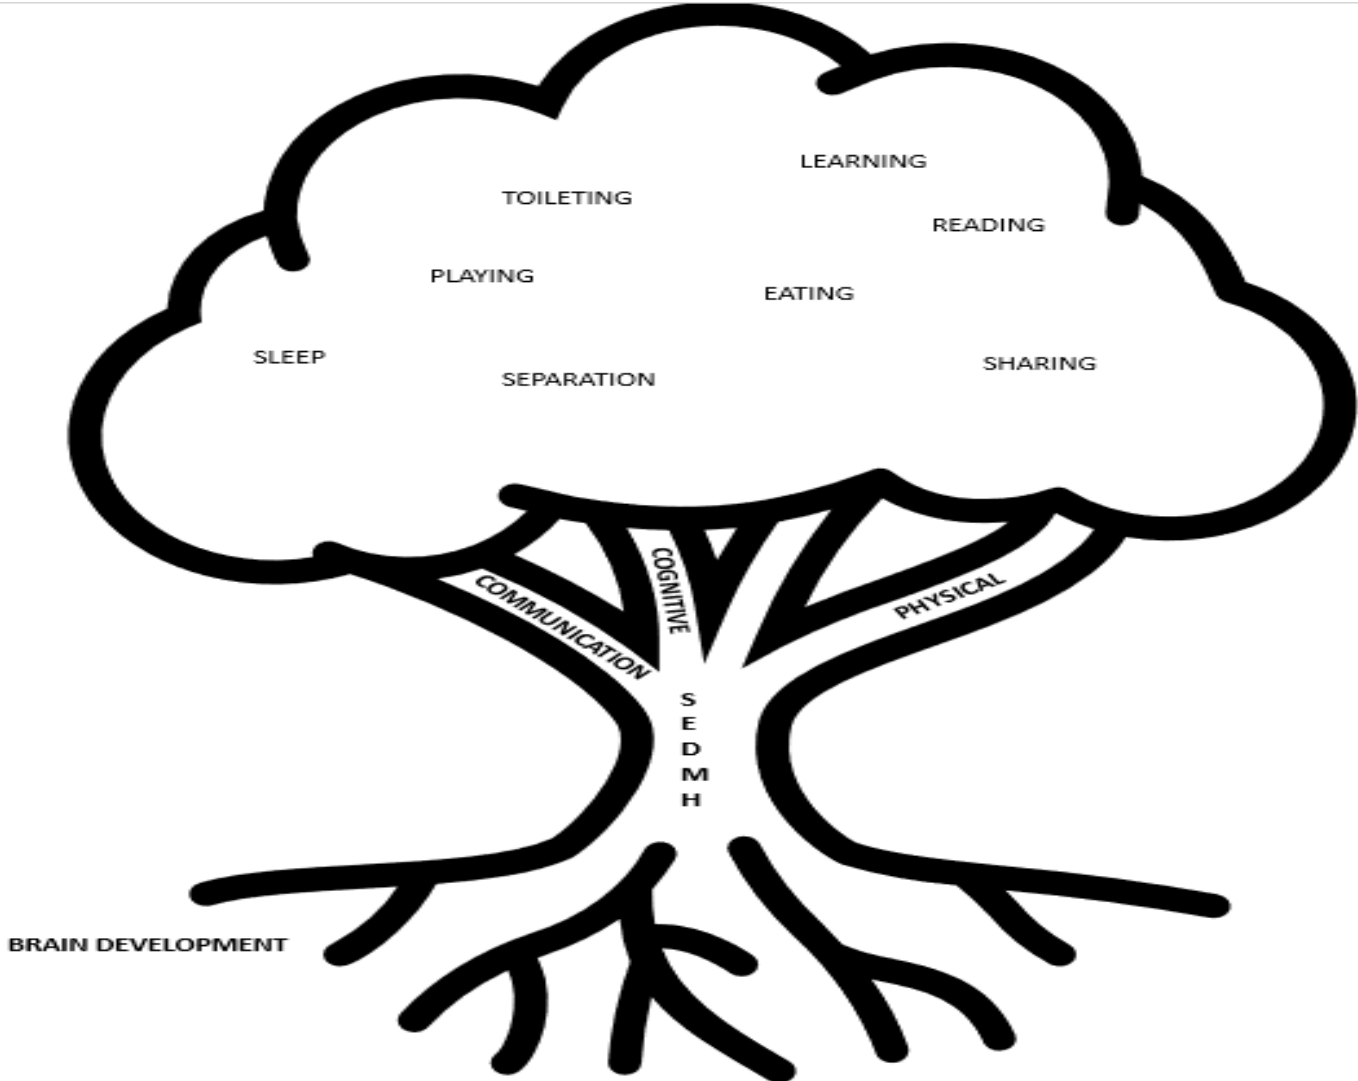 LEARNING
TOILETING
READING
PLAYING
EATING
SLEEP
SHARING
SEPARATION
COMMUNICATION
COGNITIVE
PHYSICAL
S
E
D
M
H
BRAIN DEVELOPMENT